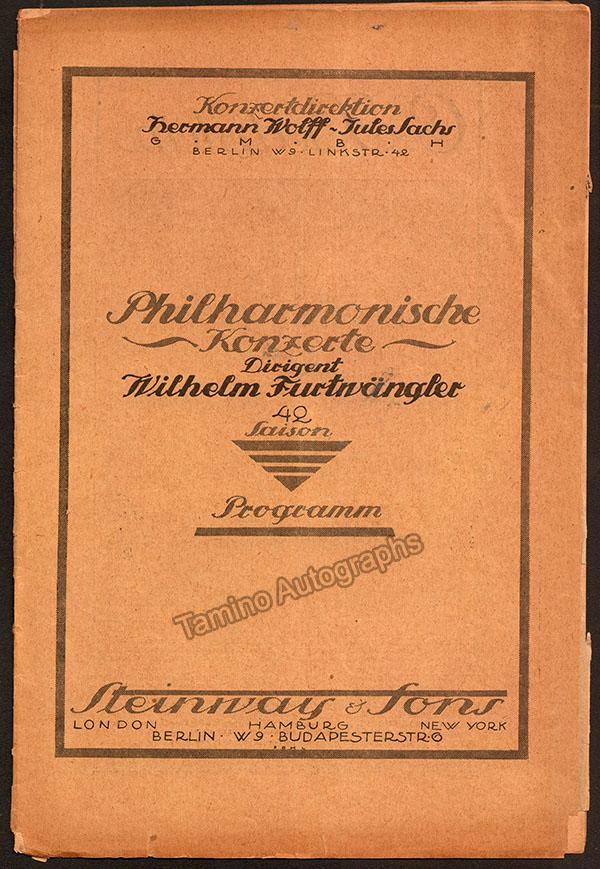 Konzertdirektion
Hermann Wolff ~ Jules Sachs
G · M · B · H
BERLIN W9 · LINKSTR · 42
Philharmonische
~ Konzerte ~
Dirigent
Wilhelm Furtwängler
42
Saison
Programm
Tamino Autographs
Steinway & Sons
LONDON HAMBURG NEW YORK
BERLIN · W9 · BUDAPESTERSTR · 6